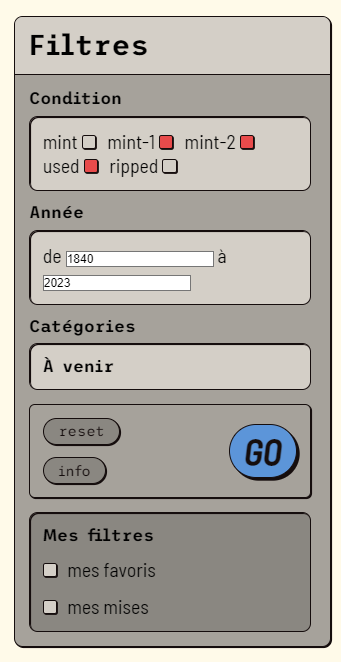 Filtres
Condition
mint mint-1 mint-2
used ripped
Année
de 1840 à
2023
Catégories
À venir
reset
info
GO
Mes filtres
mes favoris
mes mises